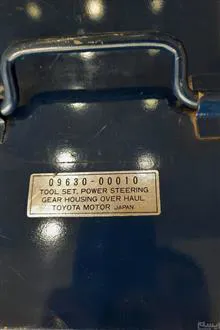 09630-00010
TOOL SET, POWER STEERING
GEAR HOUSING OVER HAUL
TOYOTA MOTOR JAPAN